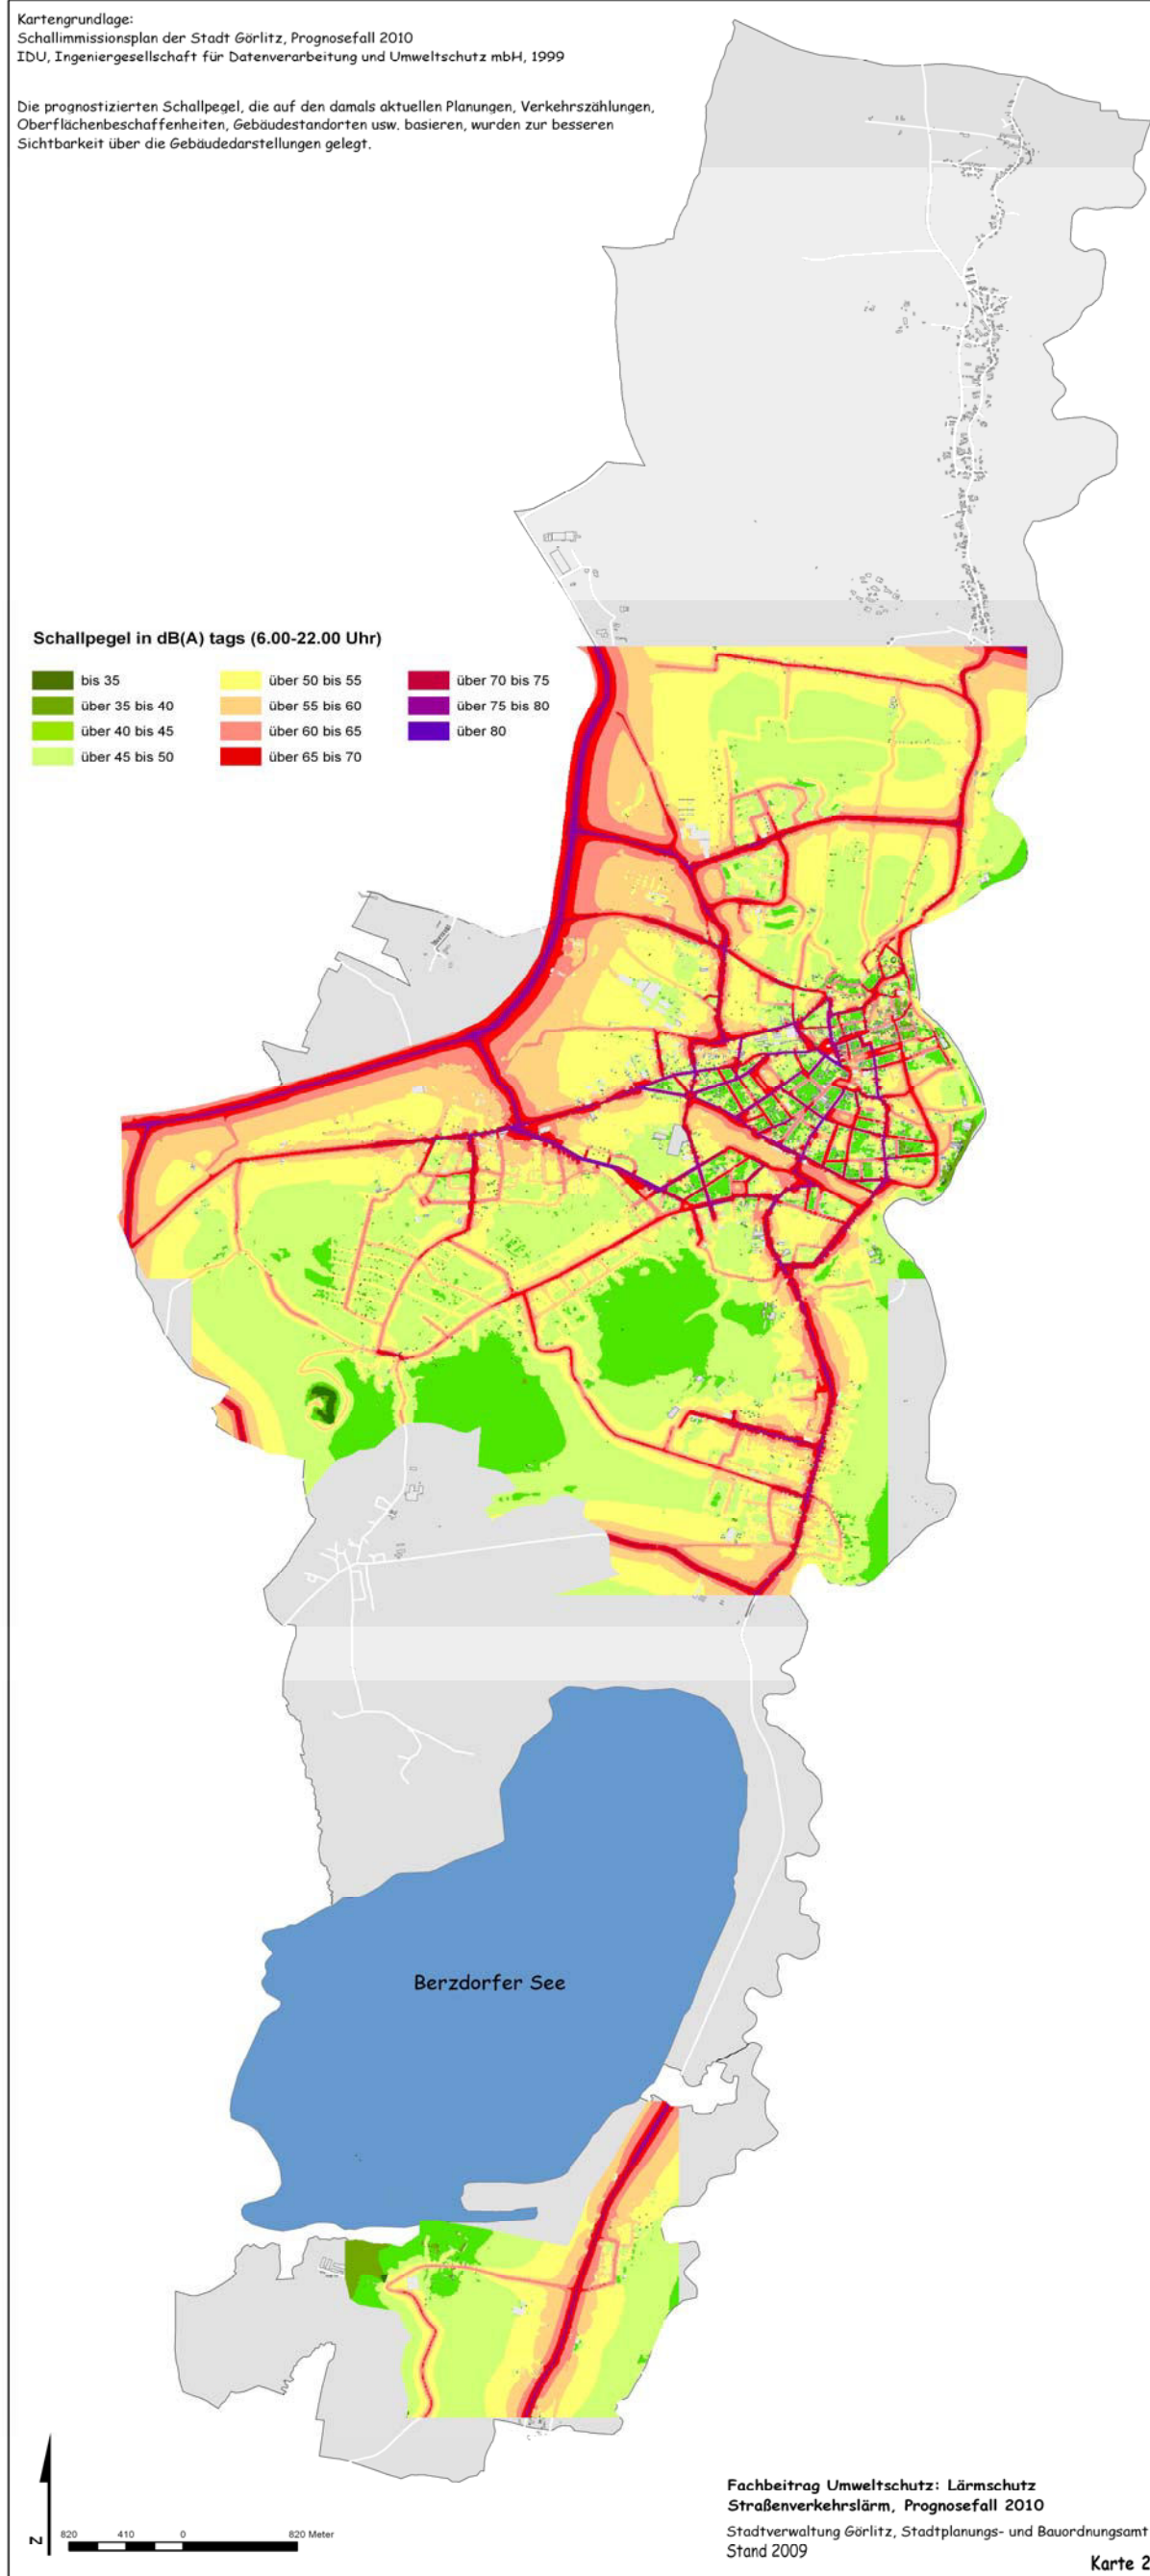 Kartengrundlage:
Schallimmissionsplan der Stadt Görlitz, Prognosefall 2010
IDU, Ingeniergesellschaft für Datenverarbeitung und Umweltschutz mbH, 1999
Die prognostizierten Schallpegel, die auf den damals aktuellen Planungen, Verkehrszählungen,
Oberflächenbeschaffenheiten, Gebäudestandorten usw. basieren, wurden zur besseren
Sichtbarkeit über die Gebäudedarstellungen gelegt.
Schallpegel in dB(A) tags (6.00-22.00 Uhr)
bis 35
über 35 bis 40
über 40 bis 45
über 45 bis 50
über 50 bis 55
über 55 bis 60
über 60 bis 65
über 65 bis 70
über 70 bis 75
über 75 bis 80
über 80
Berzdorfer See
N
820 410 0 820 Meter
Fachbeitrag Umweltschutz: Lärmschutz
Straßenverkehrslärm, Prognosefall 2010
Stadtverwaltung Görlitz, Stadtplanungs- und Bauordnungsamt
Stand 2009
Karte 2